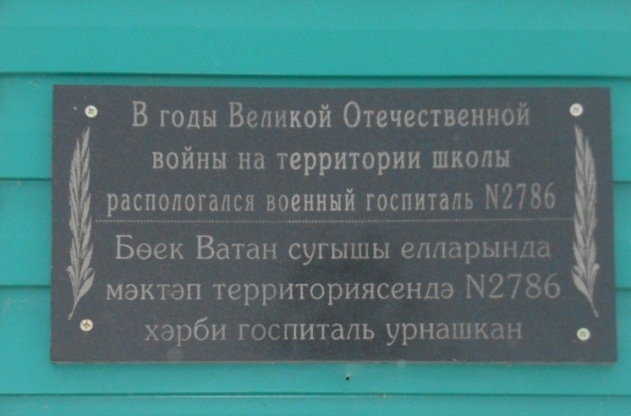 В годы Великой Отечественной
войны на территории школы
распологался военный госпиталь N2786
Бөек Ватан сугышы елларында
мәктәп территориясендә N2786
хәрби госпиталь урнашкан